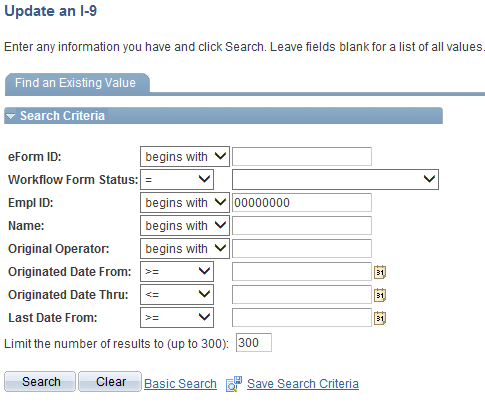 Update an I-9
Enter any information you have and click Search. Leave fields blank for a list of all values.
Find an Existing Value
Search Criteria
eForm ID: begins with
Workflow Form Status: =
Empl ID: begins with 00000000
Name: begins with
Original Operator: begins with
Originated Date From: >= 31
Originated Date Thru: <= 31
Last Date From: >= 31
Limit the number of results to (up to 300): 300
Search Clear Basic Search Save Search Criteria